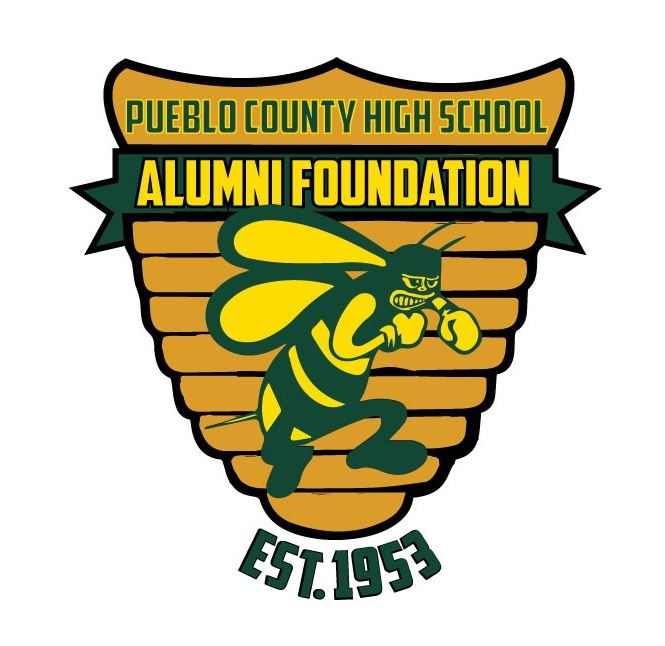 PUEBLO COUNTY HIGH SCHOOL
ALUMNI FOUNDATION
EST. 1953